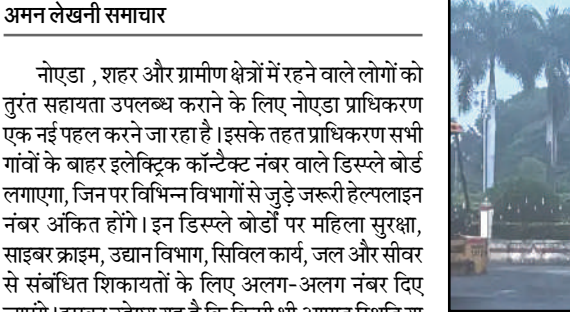 अमन लेखनी समाचार
नोएडा , शहर और ग्रामीण क्षेत्रों में रहने वाले लोगों को
तुरंत सहायता उपलब्ध कराने के लिए नोएडा प्राधिकरण
एक नई पहल करने जा रहा है। इसके तहत प्राधिकरण सभी
गांवों के बाहर इलेक्ट्रिक कॉन्टैक्ट नंबर वाले डिस्प्ले बोर्ड
लगाएगा, जिन पर विभिन्न विभागों से जुड़े जरूरी हेल्पलाइन
नंबर अंकित होंगे। इन डिस्प्ले बोर्डों पर महिला सुरक्षा,
साइबर क्राइम, उद्यान विभाग, सिविल कार्य, जल और सीवर
से संबंधित शिकायतों के लिए अलग-अलग नंबर दिए